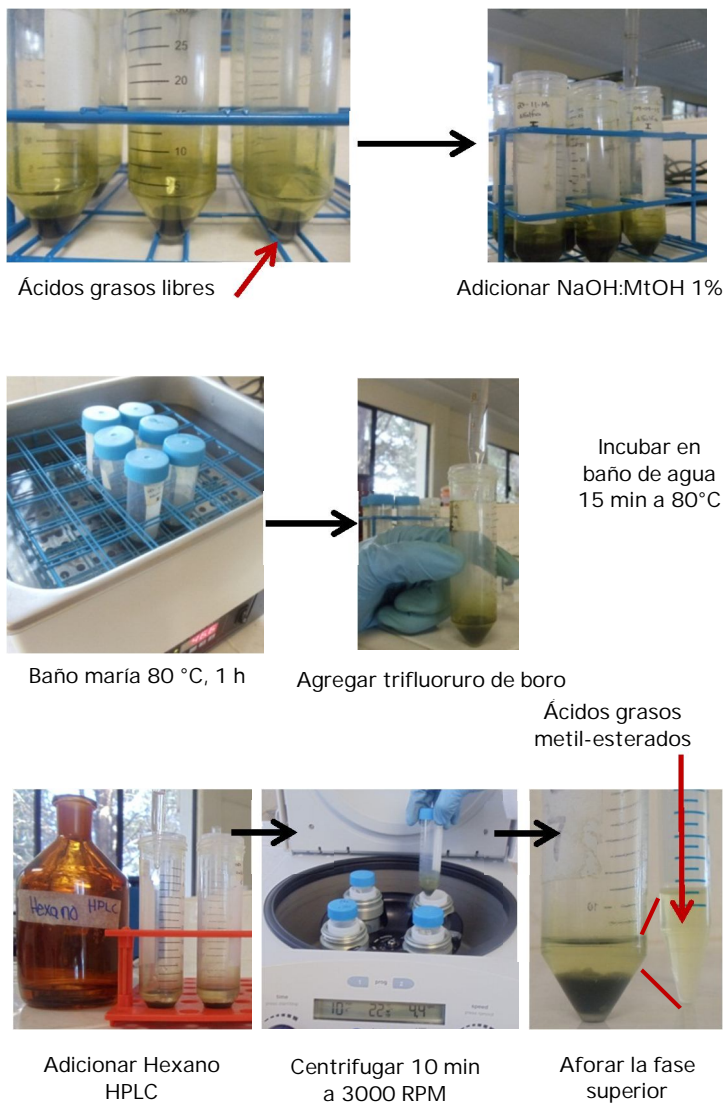 Ácidos grasos libres
Adicionar NaOH:MtOH 1%
Incubar en
baño de agua
15 min a 80°C
Baño maría 80 °C, 1 h
Agregar trifluoruro de boro
Ácidos grasos
metil-esterados
Hexano HPLC
Adicionar Hexano
HPLC
Centrifugar 10 min
a 3000 RPM
Aforar la fase
superior